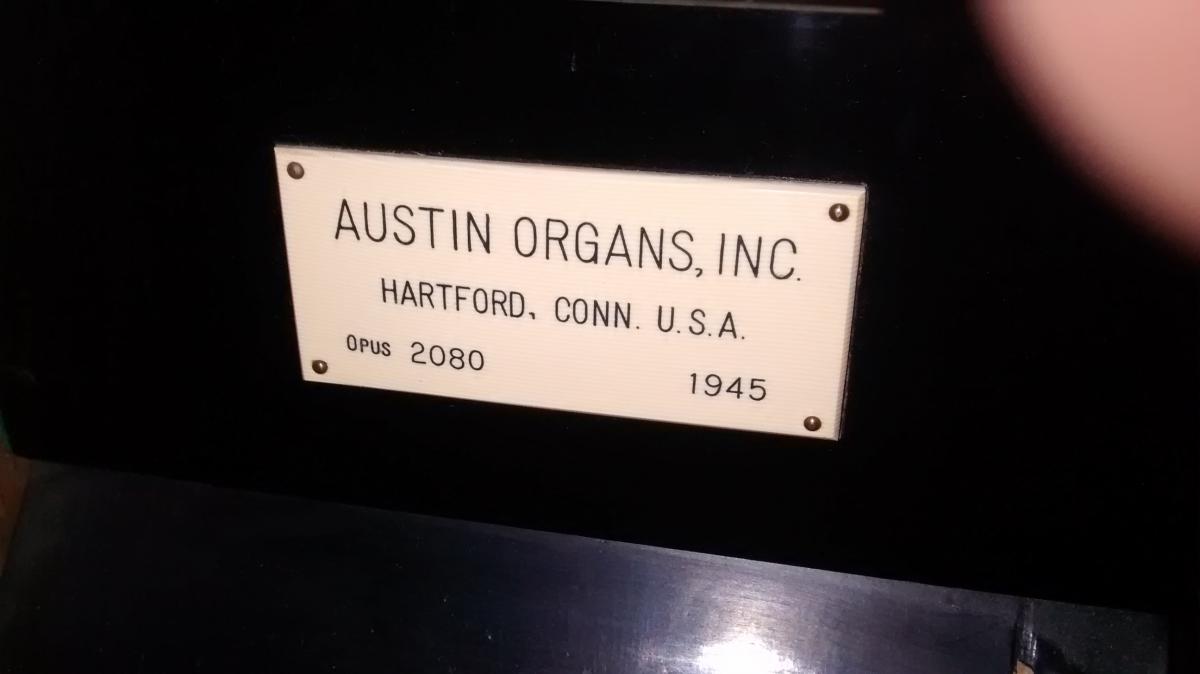 AUSTIN ORGANS, INC.
HARTFORD, CONN. U.S.A.
OPUS 2080
1945